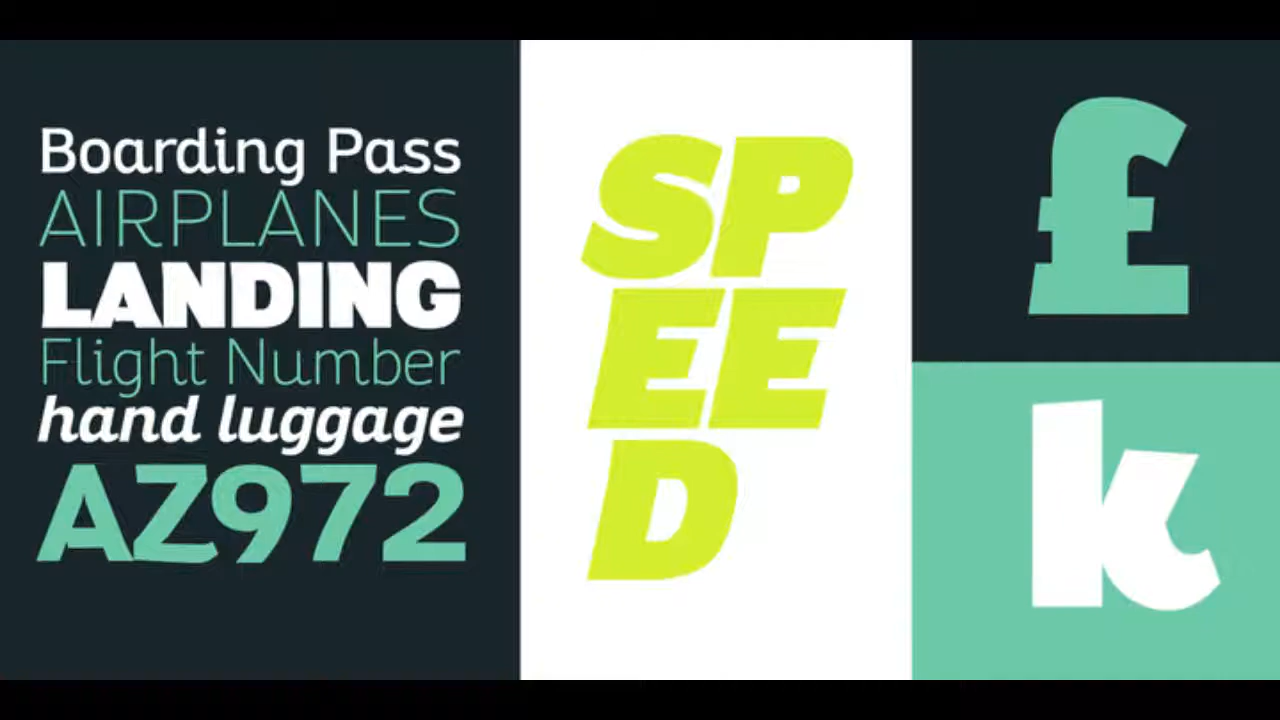 Boarding Pass
AIRPLANES
LANDING
Flight Number
hand luggage
AZ972
SP
EE
D
£
k